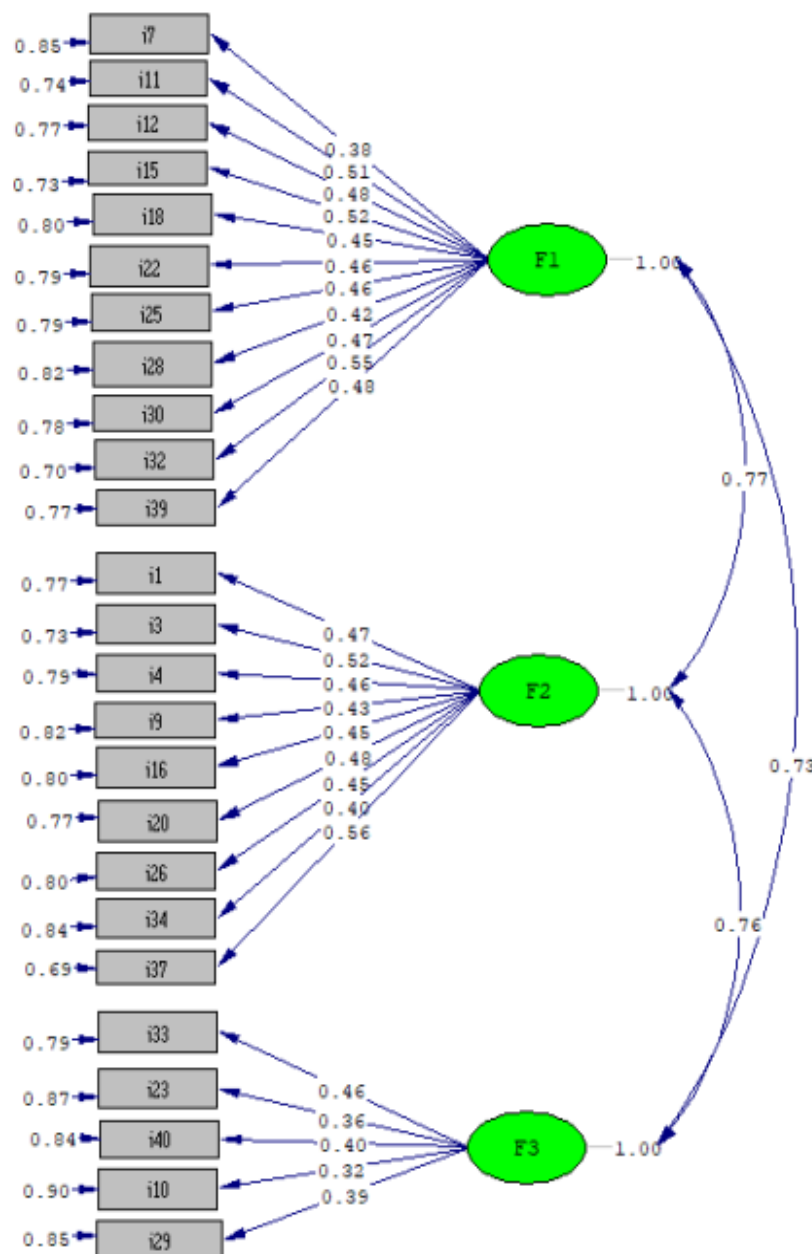 0.85 i7
0.74 i11
0.77 i12
0.73 i15
0.80 i18
0.79 i22
0.79 i25
0.82 i28
0.78 i30
0.70 i32
0.77 i39
0.38
0.51
0.48
0.52
0.45
0.46
0.46
0.42
0.47
0.55
0.48
F1 1.00
0.77
0.77 i1
0.73 i3
0.79 i4
0.82 i9
0.80 i16
0.77 i20
0.80 i26
0.84 i34
0.69 i37
0.47
0.52
0.46
0.43
0.45
0.48
0.45
0.40
0.56
F2 1.00
0.73
0.76
0.79 i33
0.87 i23
0.84 i40
0.90 i10
0.85 i29
0.46
0.36
0.40
0.32
0.39
F3 1.00